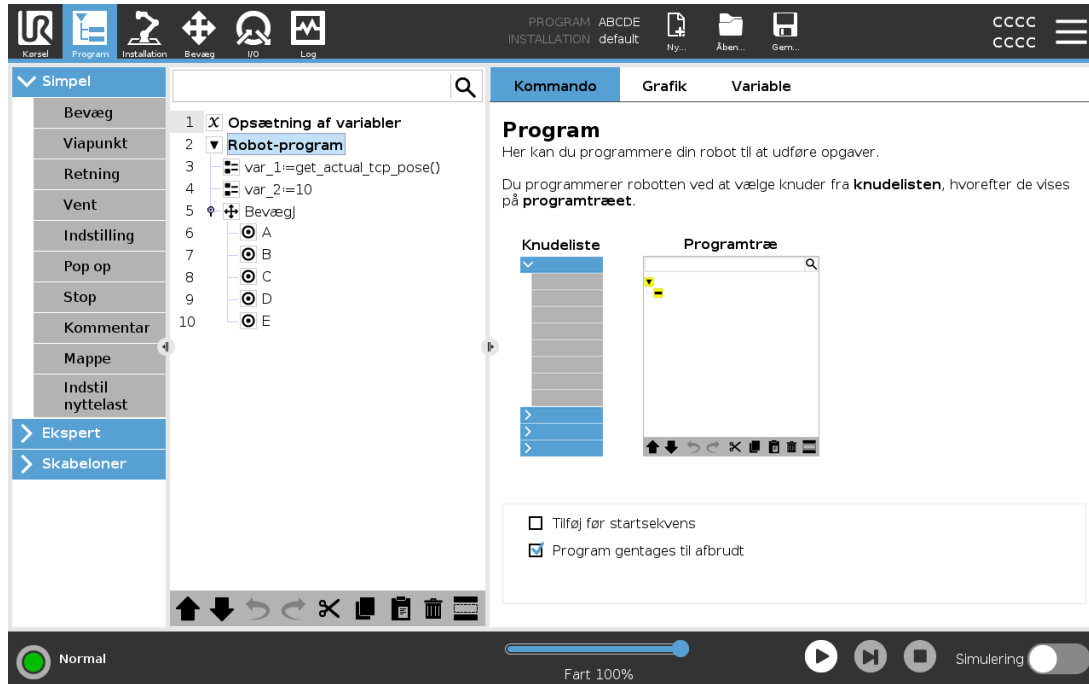 UR
Kørsel
Program
Installation
Bevæg
I/O
Log
PROGRAM ABCDE
INSTALLATION default
Ny...
Åben...
Gem...
CCCC
CCCC
Simpel
Bevæg
Viapunkt
Retning
Vent
Indstilling
Pop op
Stop
Kommentar
Mappe
Indstil
nyttelast
Ekspert
Skabeloner
1 X Opsætning af variabler
2 Robot-program
3 var_1:=get_actual_tcp_pose()
4 var_2:=10
5 BevægJ
6 A
7 B
8 C
9 D
10 E
Kommando Grafik Variable
Program
Her kan du programmere din robot til at udføre opgaver.
Du programmerer robotten ved at vælge knuder fra knudelisten, hvorefter de vises
på programtræet.
Knudeliste
Programtræ
Tilføj før startsekvens
Program gentages til afbrudt
Normal
Fart 100%
Simulering